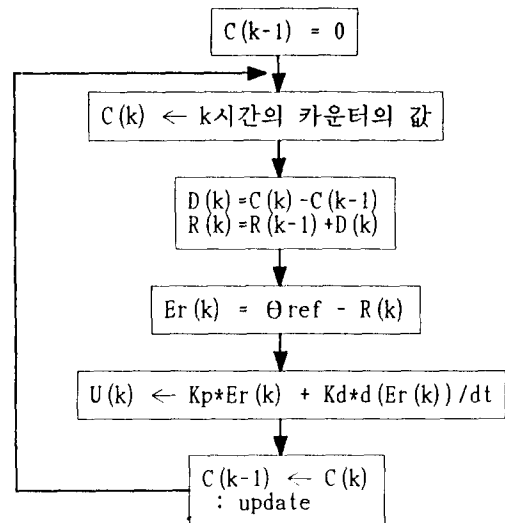 C(k-1) = 0
C(k) ← k시간의 카운터의 값
D(k)=C(k)-C(k-1)
R(k)=R(k-1)+D(k)
Er(k) = θref - R(k)
U(k) ← Kp*Er(k) + Kd*d(Er(k))/dt
C(k-1) ← C(k)
: update